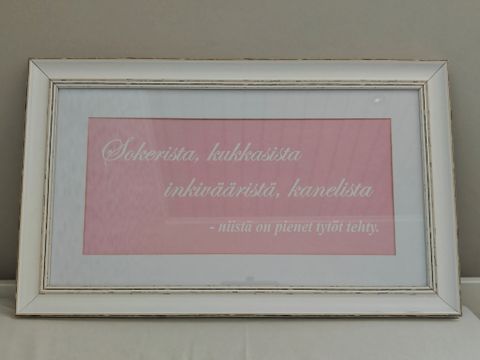 Sokerista, kukkasista
inkivääristä, kanelista
- niistä on pienet tytöt tehty.